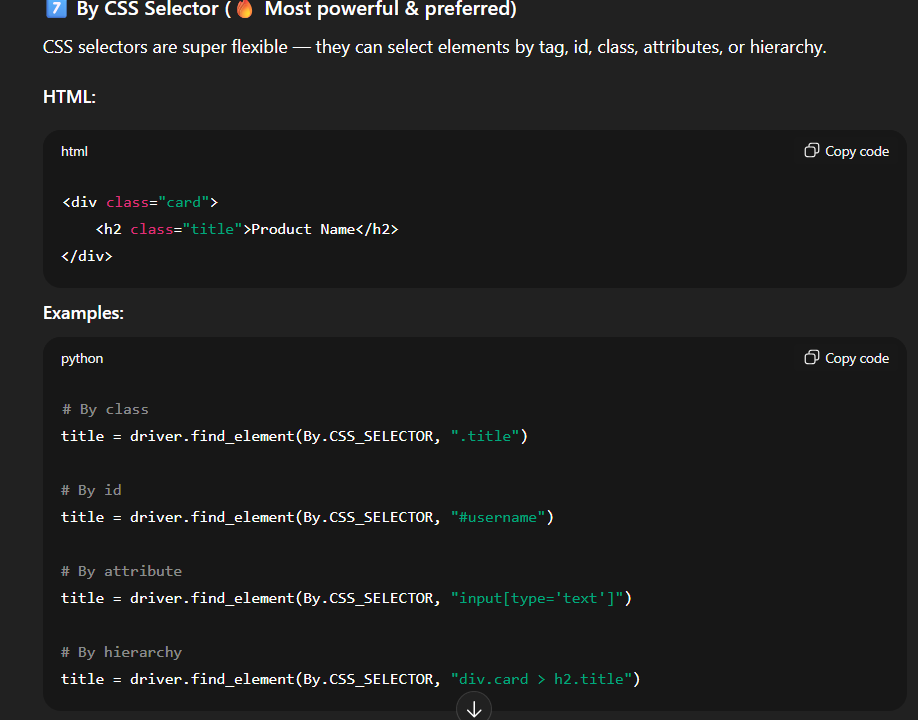 7️⃣ By CSS Selector (🔥 Most powerful & preferred)
CSS selectors are super flexible — they can select elements by tag, id, class, attributes, or hierarchy.
HTML:
html
Copy code
<div class="card">
    <h2 class="title">Product Name</h2>
</div>
Examples:
python
Copy code
# By class
title = driver.find_element(By.CSS_SELECTOR, ".title")
# By id
title = driver.find_element(By.CSS_SELECTOR, "#username")
# By attribute
title = driver.find_element(By.CSS_SELECTOR, "input[type='text']")
# By hierarchy
title = driver.find_element(By.CSS_SELECTOR, "div.card > h2.title")